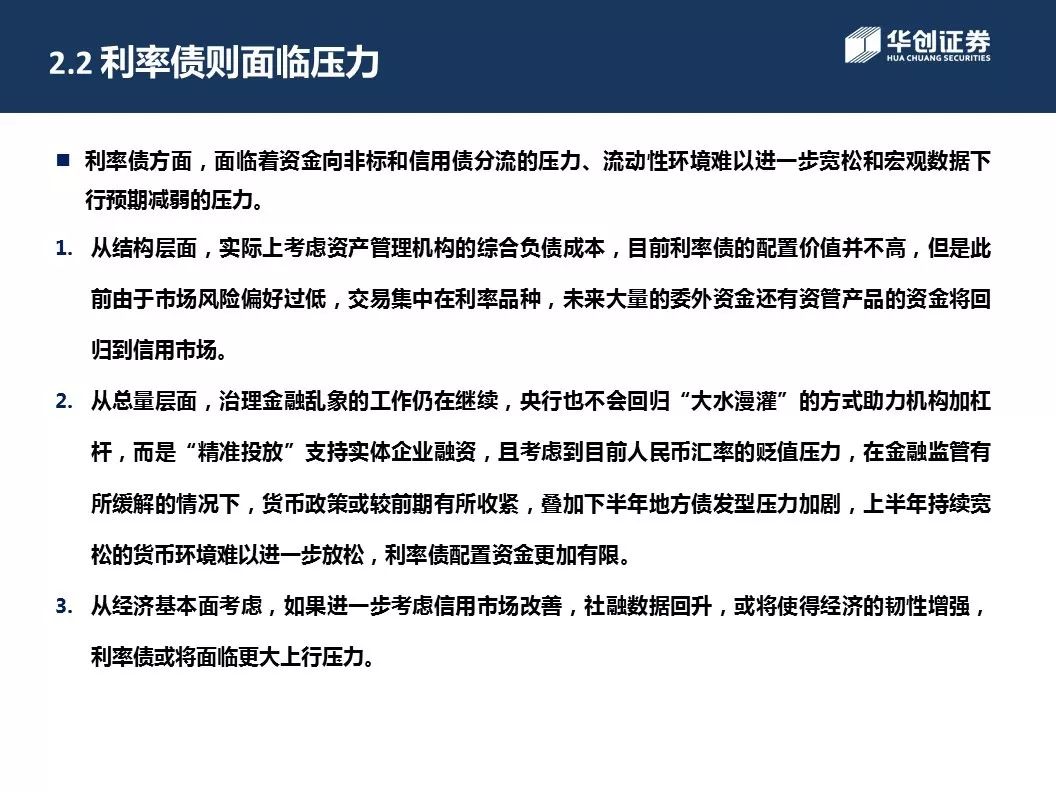 2.2 利率债则面临压力
华创证券
HUA CHUANG SECURITIES
■ 利率债方面，面临着资金向非标和信用债分流的压力、流动性环境难以进一步宽松和宏观数据下
行预期减弱的压力。
1. 从结构层面，实际上考虑资产管理机构的综合负债成本，目前利率债的配置价值并不高，但是此
前由于市场风险偏好过低，交易集中在利率品种，未来大量的委外资金还有资管产品的资金将回
归到信用市场。
2. 从总量层面，治理金融乱象的工作仍在继续，央行也不会回归“大水漫灌”的方式助力机构加杠
杆，而是“精准投放”支持实体企业融资，且考虑到目前人民币汇率的贬值压力，在金融监管有
所缓解的情况下，货币政策或较前期有所收紧，叠加下半年地方债发型压力加剧，上半年持续宽
松的货币环境难以进一步放松，利率债配置资金更加有限。
3. 从经济基本面考虑，如果进一步考虑信用市场改善，社融数据回升，或将使得经济的韧性增强，
利率债或将面临更大上行压力。